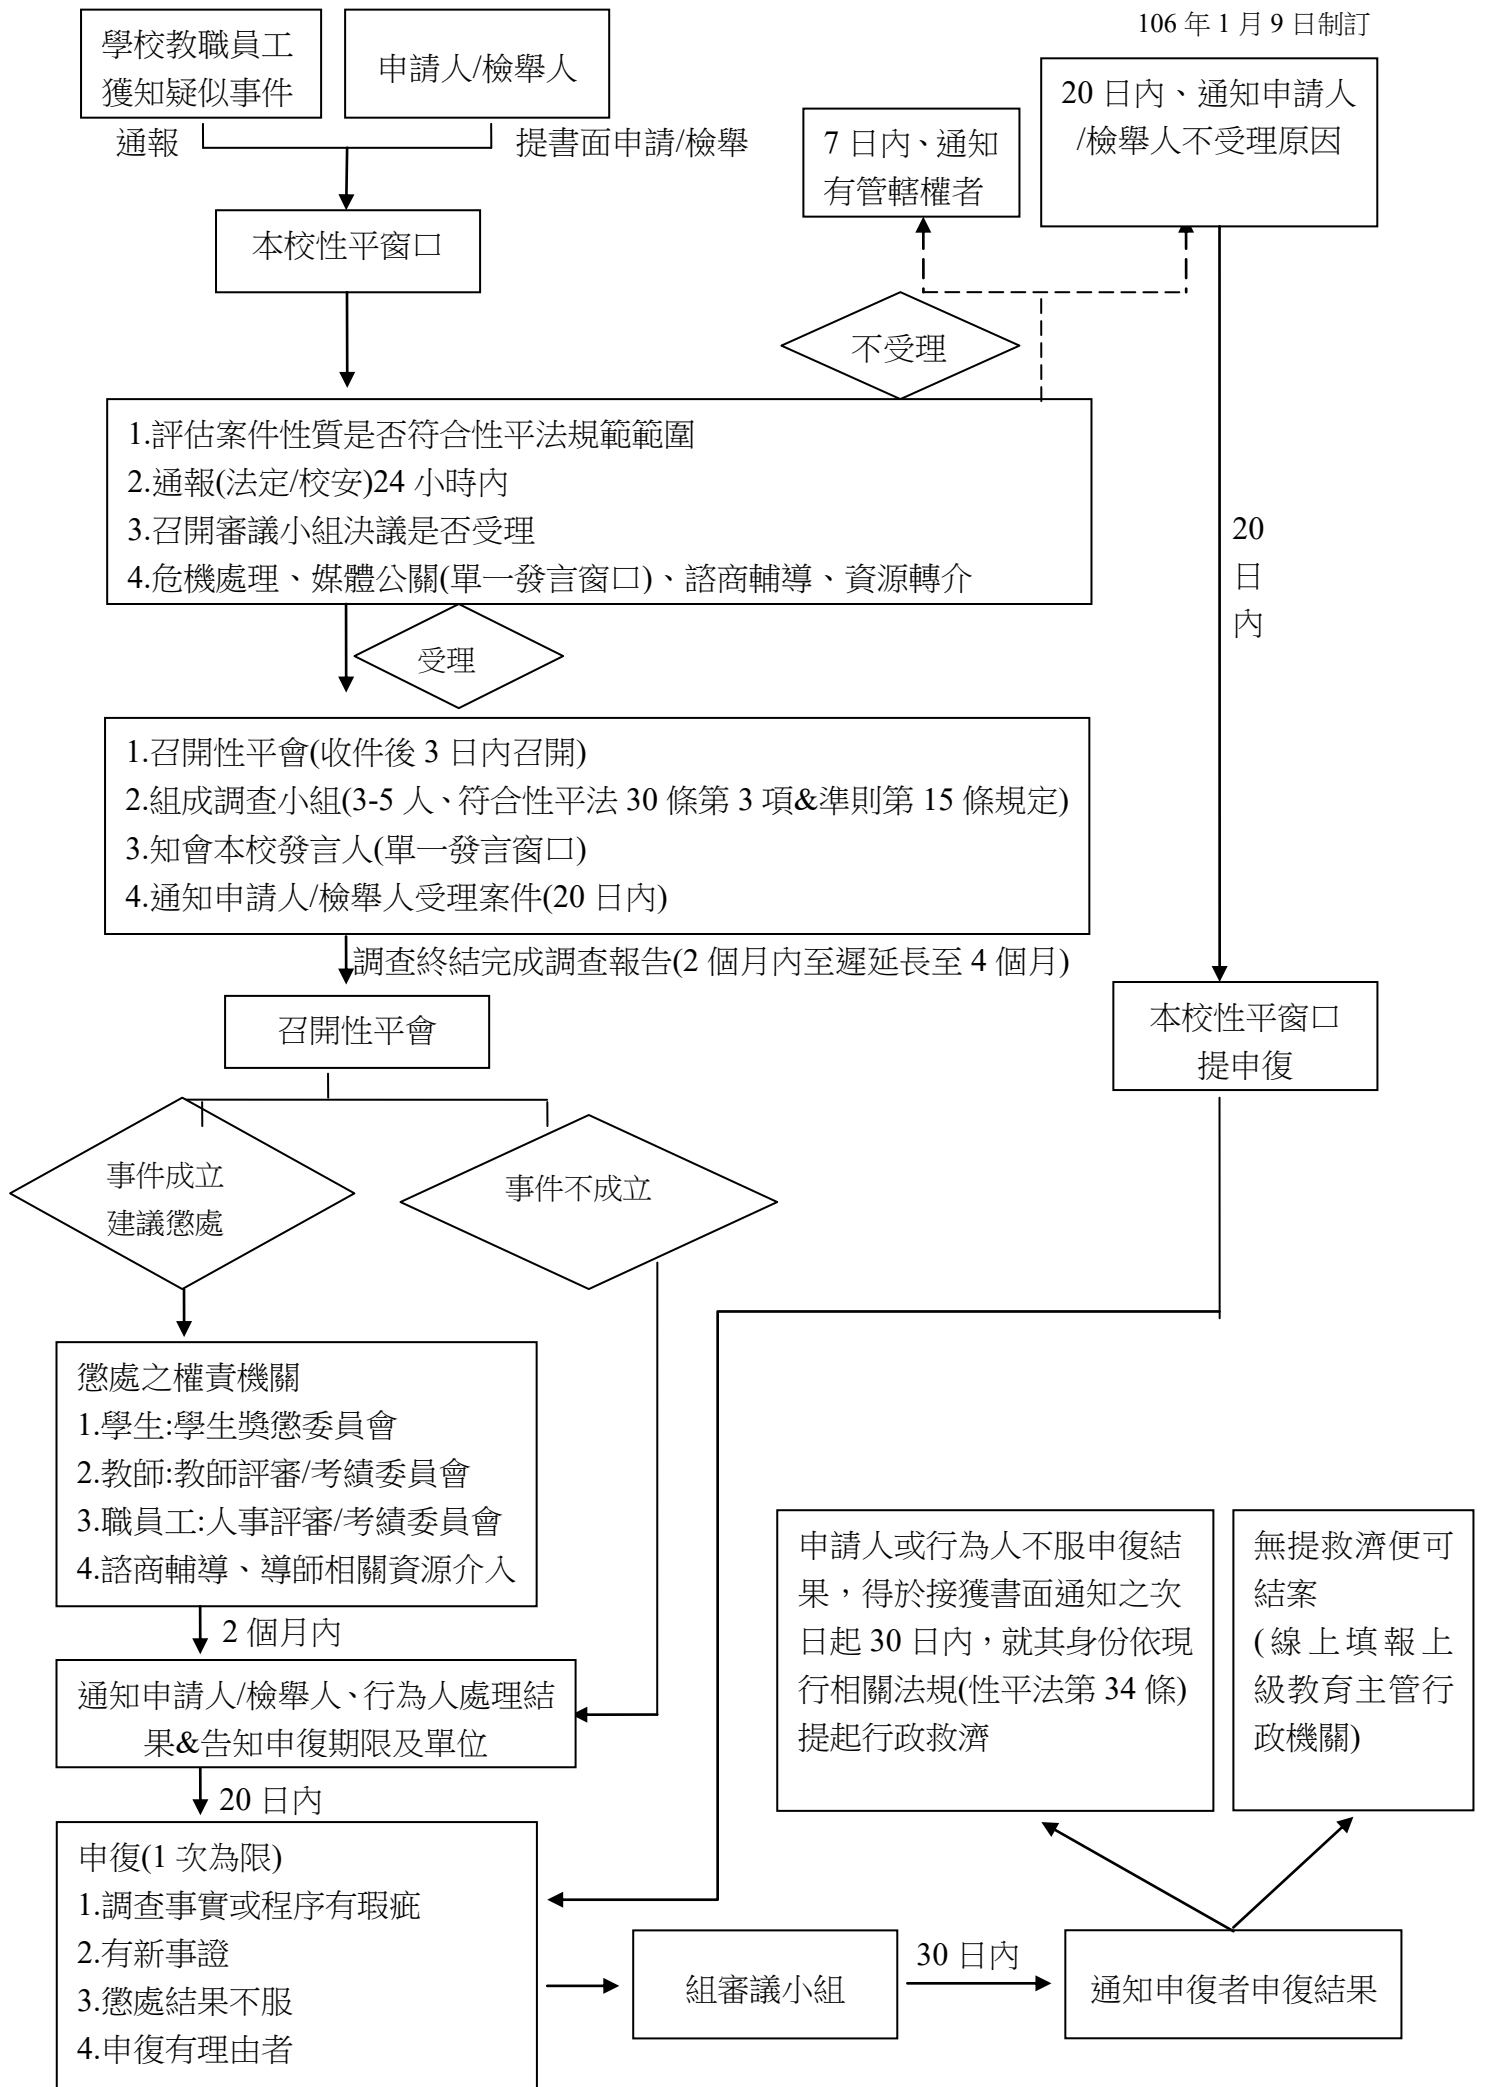 106 年 1 月 9 日制訂
學校教職員工
獲知疑似事件
申請人/檢舉人
通報
提書面申請/檢舉
7 日內、通知
有管轄權者
20 日內、通知申請人
/檢舉人不受理原因
本校性平窗口
不受理
1.評估案件性質是否符合性平法規範範圍
2.通報(法定/校安)24 小時內
3.召開審議小組決議是否受理
4.危機處理、媒體公關(單一發言窗口)、諮商輔導、資源轉介
20
日
內
受理
1.召開性平會(收件後 3 日內召開)
2.組成調查小組(3-5 人、符合性平法 30 條第 3 項&準則第 15 條規定)
3.知會本校發言人(單一發言窗口)
4.通知申請人/檢舉人受理案件(20 日內)
調查終結完成調查報告(2 個月內至遲延長至 4 個月)
召開性平會
本校性平窗口
提申復
事件成立
建議懲處
事件不成立
懲處之權責機關
1.學生:學生獎懲委員會
2.教師:教師評審/考績委員會
3.職員工:人事評審/考績委員會
4.諮商輔導、導師相關資源介入
2 個月內
通知申請人/檢舉人、行為人處理結
果&告知申復期限及單位
20 日內
申復(1 次為限)
1.調查事實或程序有瑕疵
2.有新事證
3.懲處結果不服
4.申復有理由者
組審議小組
30 日內
通知申復者申復結果
申請人或行為人不服申復結
果，得於接獲書面通知之次
日起 30 日內，就其身份依現
行相關法規(性平法第 34 條)
提起行政救濟
無提救濟便可
結案
(線上填報上
級教育主管行
政機關)